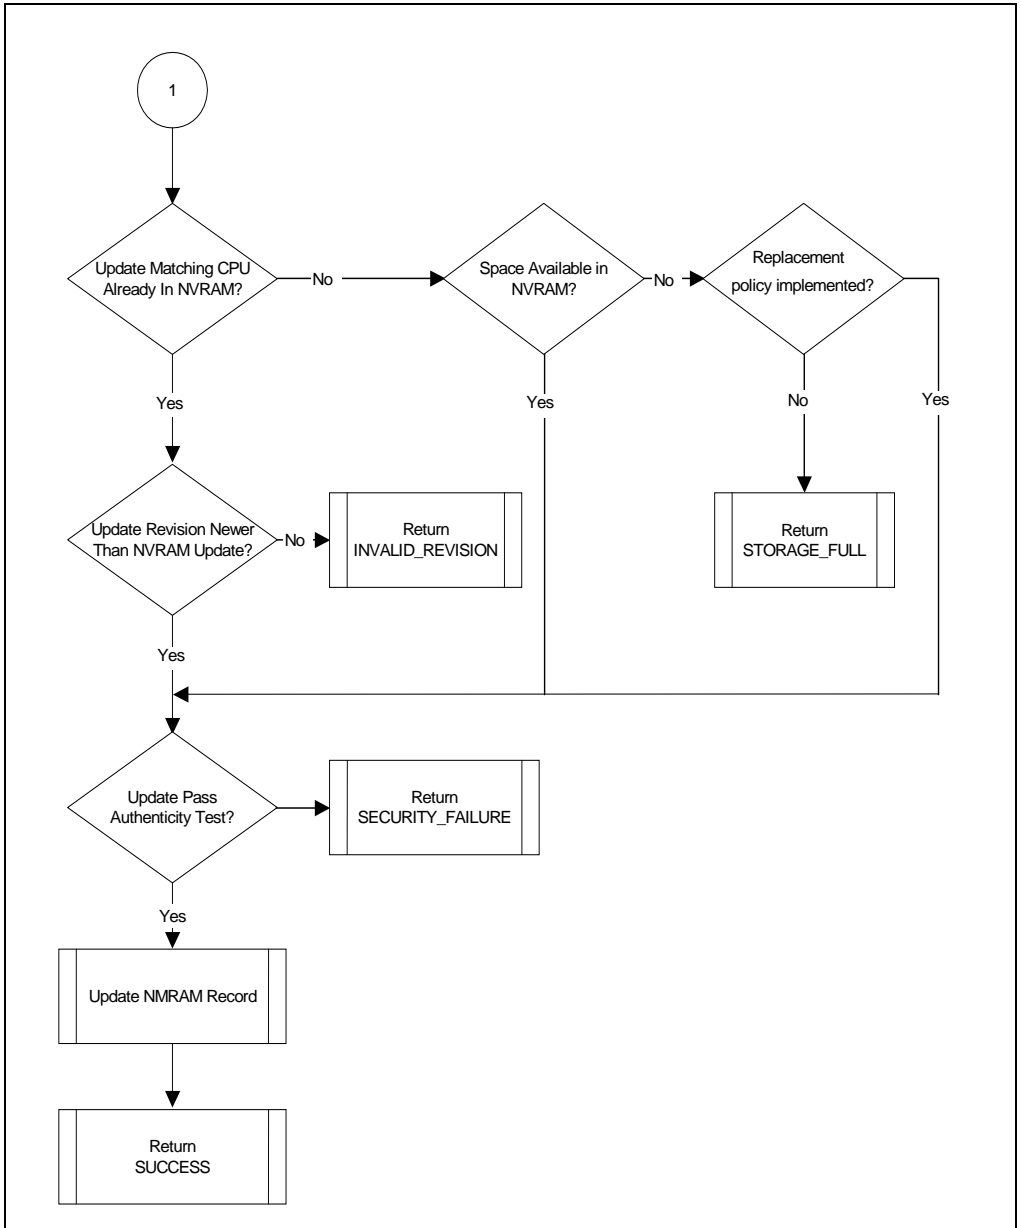 1
Update Matching CPU
Already In NVRAM?
No
Space Available in
NVRAM?
No
Replacement
policy implemented?
Yes
Yes
No
Yes
Update Revision Newer
Than NVRAM Update?
No
Return
INVALID_REVISION
Return
STORAGE_FULL
Yes
Update Pass
Authenticity Test?
Return
SECURITY_FAILURE
Yes
Update NMRAM Record
Return
SUCCESS